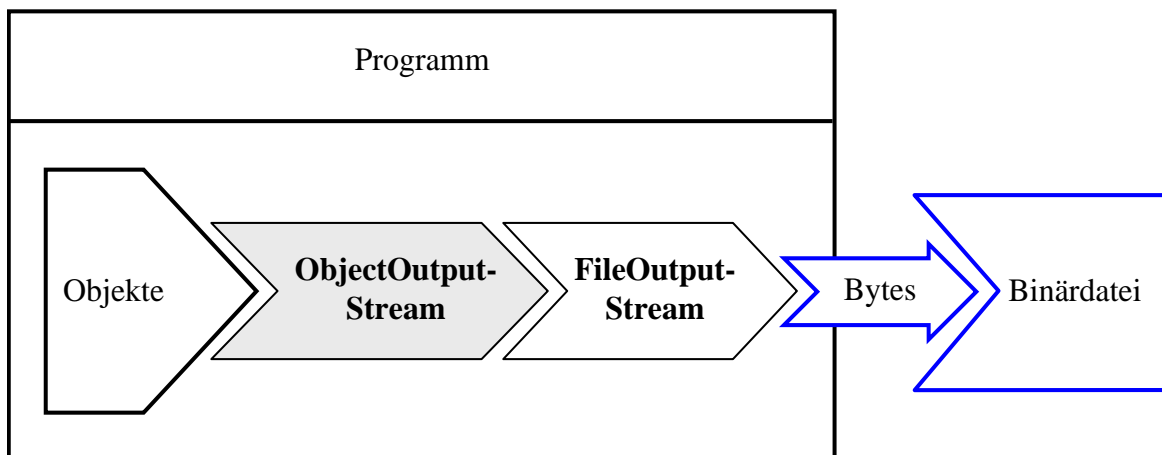 Programm
Objekte
ObjectOutput-
Stream
FileOutput-
Stream
Bytes
Binärdatei